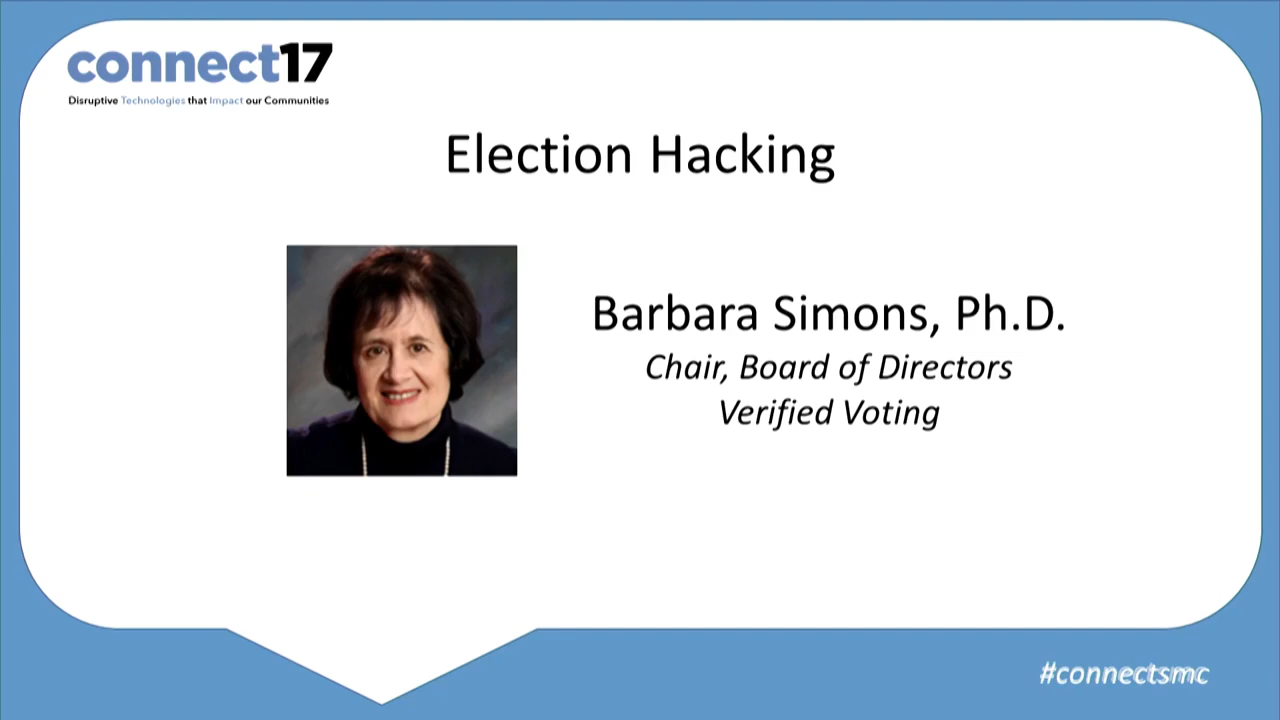 connect17
Disruptive Technologies that Impact our Communities
Election Hacking
Barbara Simons, Ph.D.
Chair, Board of Directors
Verified Voting
#connectsmc